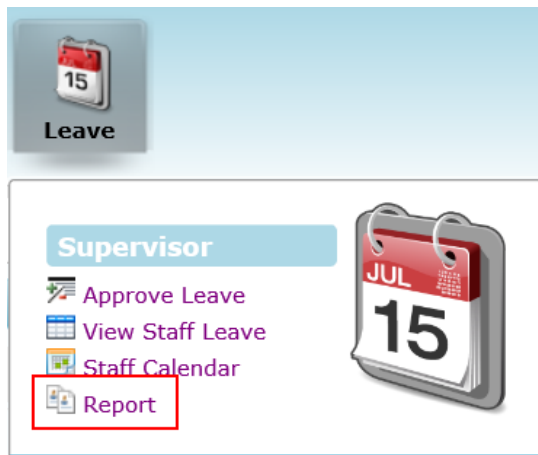 15
Leave
Supervisor
Approve Leave
View Staff Leave
Staff Calendar
Report
JUL
15